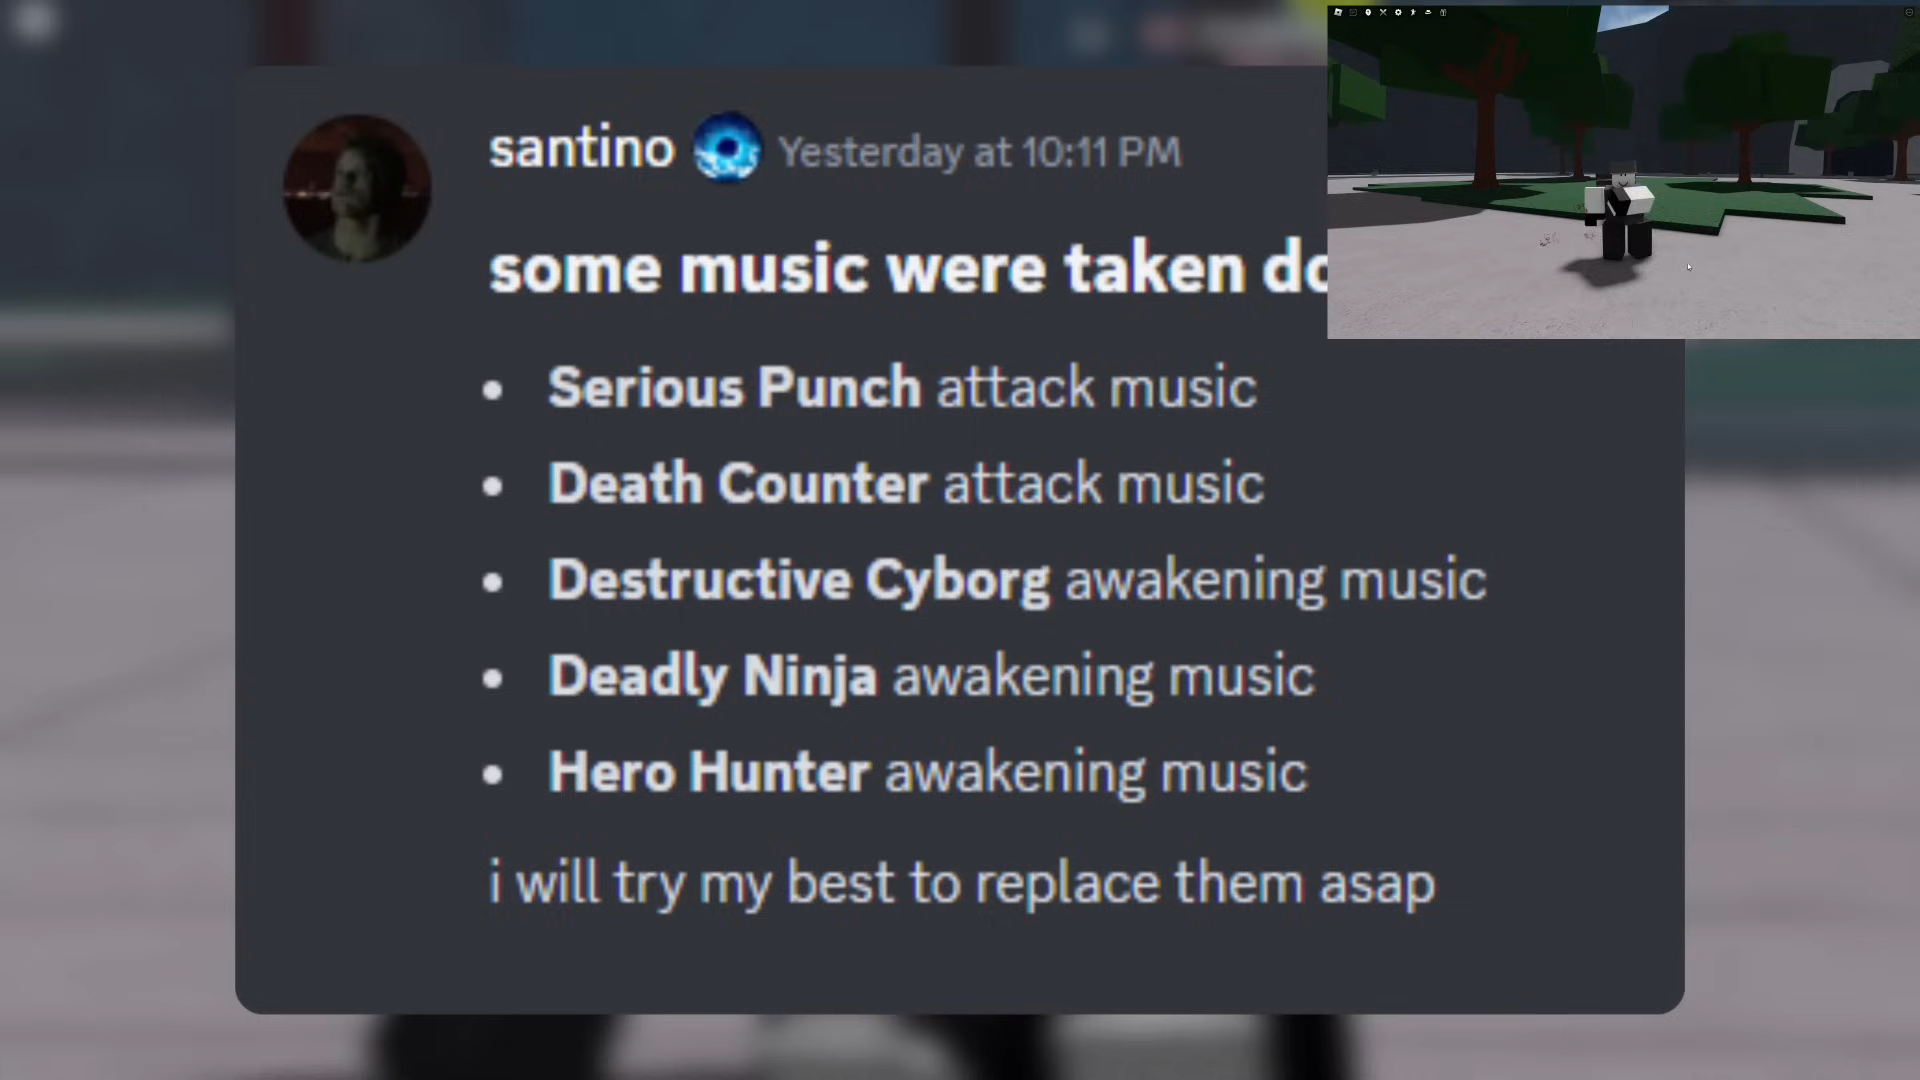 santino Yesterday at 10:11 PM
some music were taken
• Serious Punch attack music
• Death Counter attack music
• Destructive Cyborg awakening music
• Deadly Ninja awakening music
• Hero Hunter awakening music
i will try my best to replace them asap